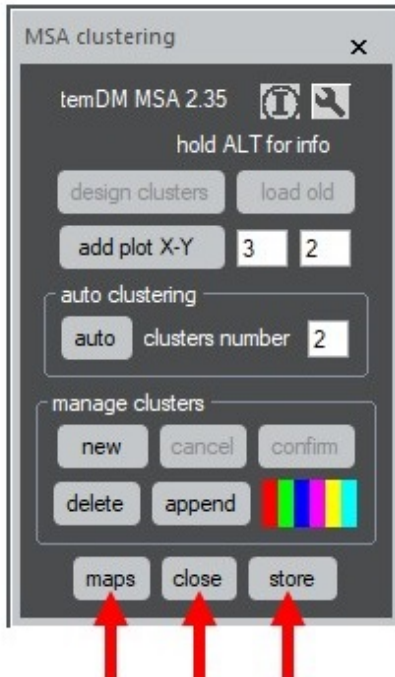 MSA clustering x
temDM MSA 2.35
hold ALT for info
design clusters load old
add plot X-Y 3 2
auto clustering
auto clusters number 2
manage clusters
new cancel confirm
delete append
maps close store